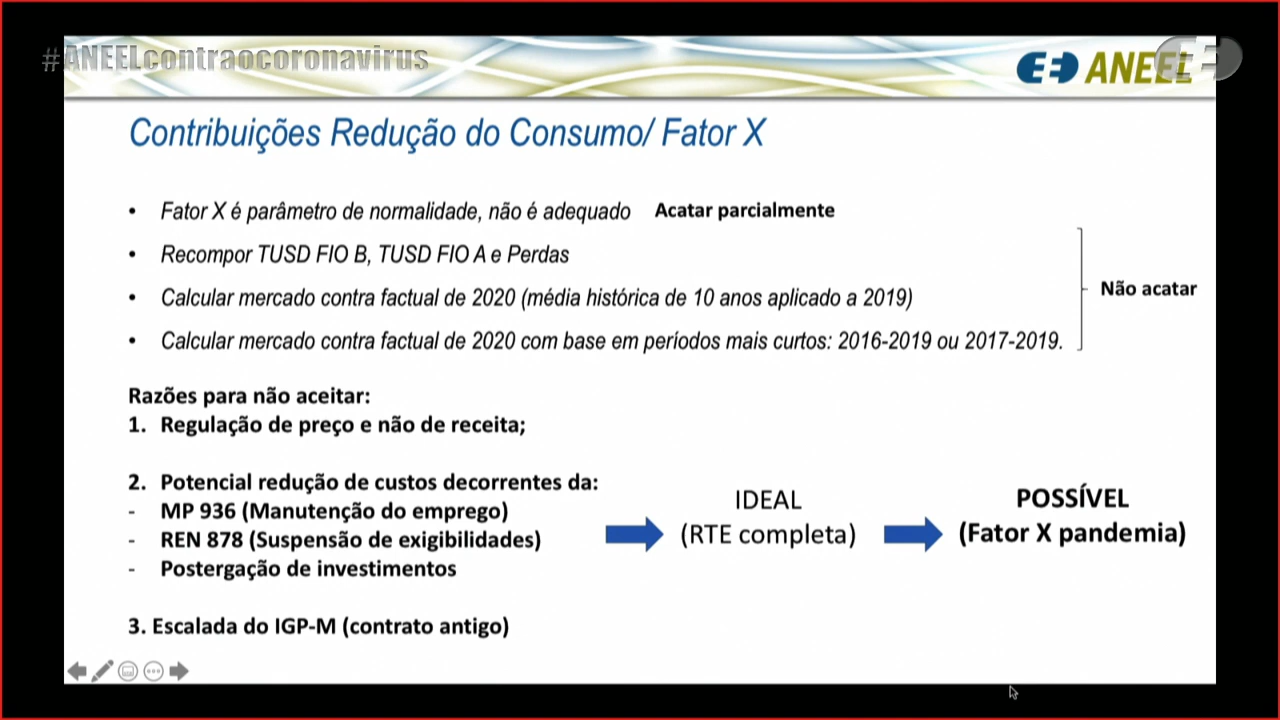 #ANEELcontraocoronavirus
ANEEL
Contribuições Redução do Consumo/ Fator X
• Fator X é parâmetro de normalidade, não é adequado Acatar parcialmente
• Recompor TUSD FIO B, TUSD FIO A e Perdas
• Calcular mercado contra factual de 2020 (média histórica de 10 anos aplicado a 2019)
• Calcular mercado contra factual de 2020 com base em períodos mais curtos: 2016-2019 ou 2017-2019.
Não acatar
Razões para não aceitar:
1. Regulação de preço e não de receita;
2. Potencial redução de custos decorrentes da:
- MP 936 (Manutenção do emprego)
- REN 878 (Suspensão de exigibilidades)
- Postergação de investimentos
IDEAL
(RTE completa)
POSSÍVEL
(Fator X pandemia)
3. Escalada do IGP-M (contrato antigo)